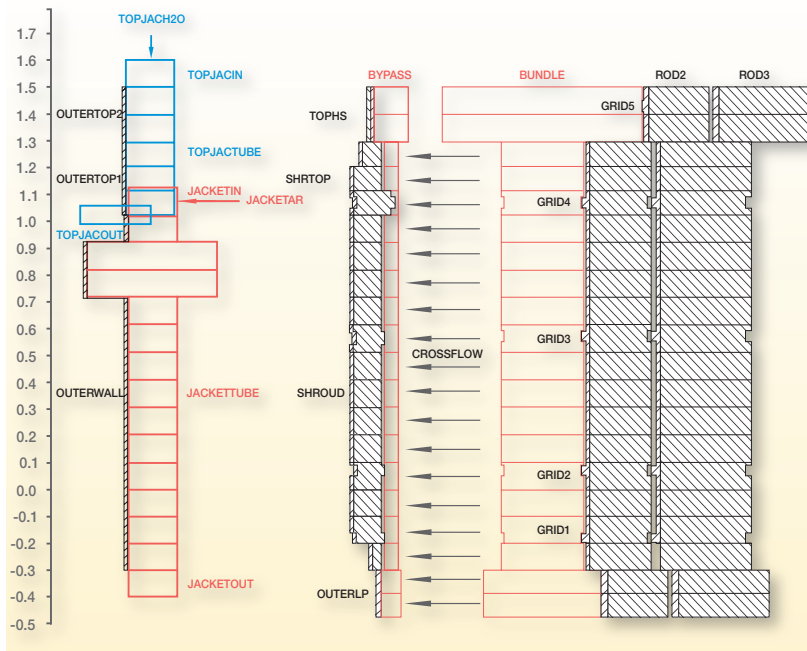 TOPJACH2O
1.7
1.6
TOPJACIN
BYPASS
BUNDLE
ROD2
ROD3
1.5
OUTERTOP2
TOPHS
GRID5
1.4
1.3
TOPJACTUBE
1.2
OUTERTOP1
SHRTOP
JACKETIN
1.1
JACKETAR
GRID4
1.0
TOPJACOUT
0.9
0.8
0.7
0.6
GRID3
CROSSFLOW
0.5
0.4
OUTERWALL
JACKETTUBE
SHROUD
0.3
0.2
0.1
GRID2
0.0
-0.1
GRID1
-0.2
-0.3
JACKETOUT
OUTERLP
-0.4
-0.5